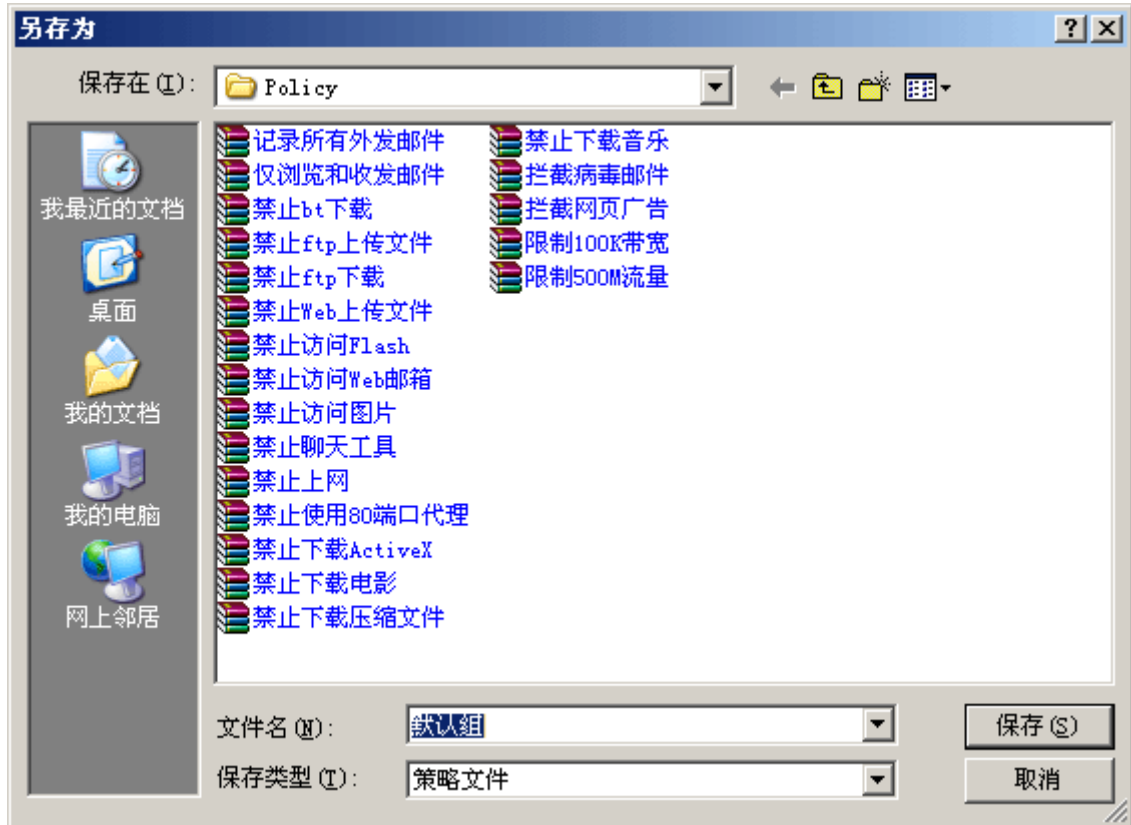 另存为
保存在(I):
Policy
我最近的文档
桌面
我的文档
我的电脑
网上邻居
记录所有外发邮件
仅浏览和收发邮件
禁止bt下载
禁止ftp上传文件
禁止ftp下载
禁止Web上传文件
禁止访问Flash
禁止访问Web邮箱
禁止访问图片
禁止聊天工具
禁止上网
禁止使用80端口代理
禁止下载ActiveX
禁止下载电影
禁止下载压缩文件
禁止下载音乐
拦截病毒邮件
拦截网页广告
限制100K带宽
限制500M流量
文件名(N):
默认组
保存(S)
保存类型(T):
策略文件
取消